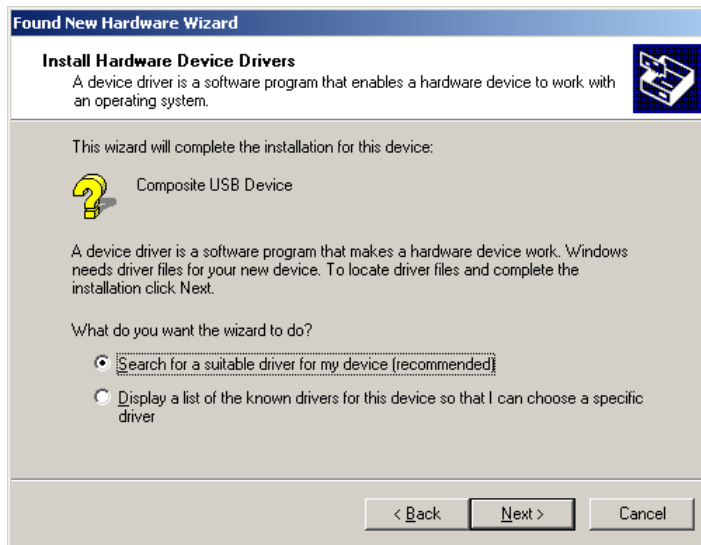 Found New Hardware Wizard
Install Hardware Device Drivers
A device driver is a software program that enables a hardware device to work with
an operating system.
This wizard will complete the installation for this device:
Composite USB Device
A device driver is a software program that makes a hardware device work. Windows
needs driver files for your new device. To locate driver files and complete the
installation click Next.
What do you want the wizard to do?
Search for a suitable driver for my device (recommended)
Display a list of the known drivers for this device so that I can choose a specific
driver
< Back
Next >
Cancel